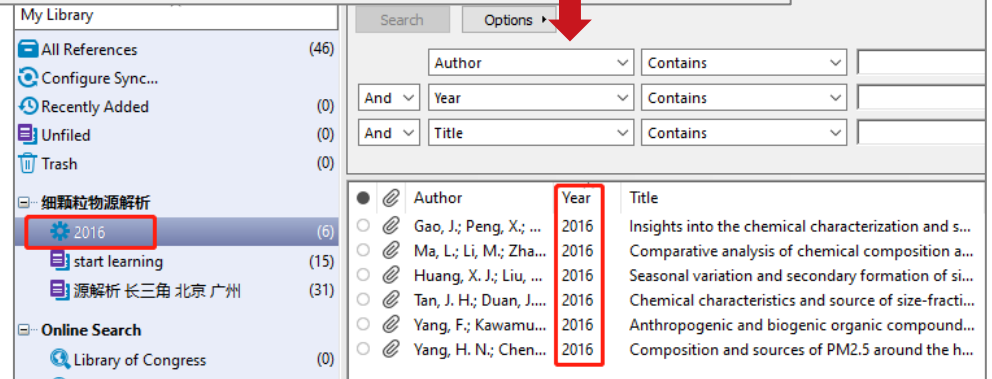 My Library
All References (46)
Configure Sync...
Recently Added (0)
Unfiled (0)
Trash (0)
细颗粒物源解析
2016 (6)
start learning (15)
源解析 长三角 北京 广州 (31)
Online Search
Library of Congress (0)
Search Options
Author Contains
And Year Contains
And Title Contains
Author Year Title
Gao, J.; Peng, X.; ... 2016 Insights into the chemical characterization and s...
Ma, L.; Li, M.; Zha... 2016 Comparative analysis of chemical composition a...
Huang, X. J.; Liu, ... 2016 Seasonal variation and secondary formation of si...
Tan, J. H.; Duan, J.... 2016 Chemical characteristics and source of size-fracti...
Yang, F.; Kawamu... 2016 Anthropogenic and biogenic organic compound...
Yang, H. N.; Chen... 2016 Composition and sources of PM2.5 around the h...